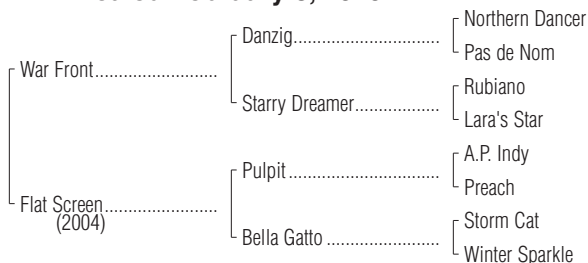 Northern Dancer
Danzig
Pas de Nom
War Front
Rubiano
Starry Dreamer
Lara's Star
A.P. Indy
Pulpit
Preach
Flat Screen
(2004)
Storm Cat
Bella Gatto
Winter Sparkle